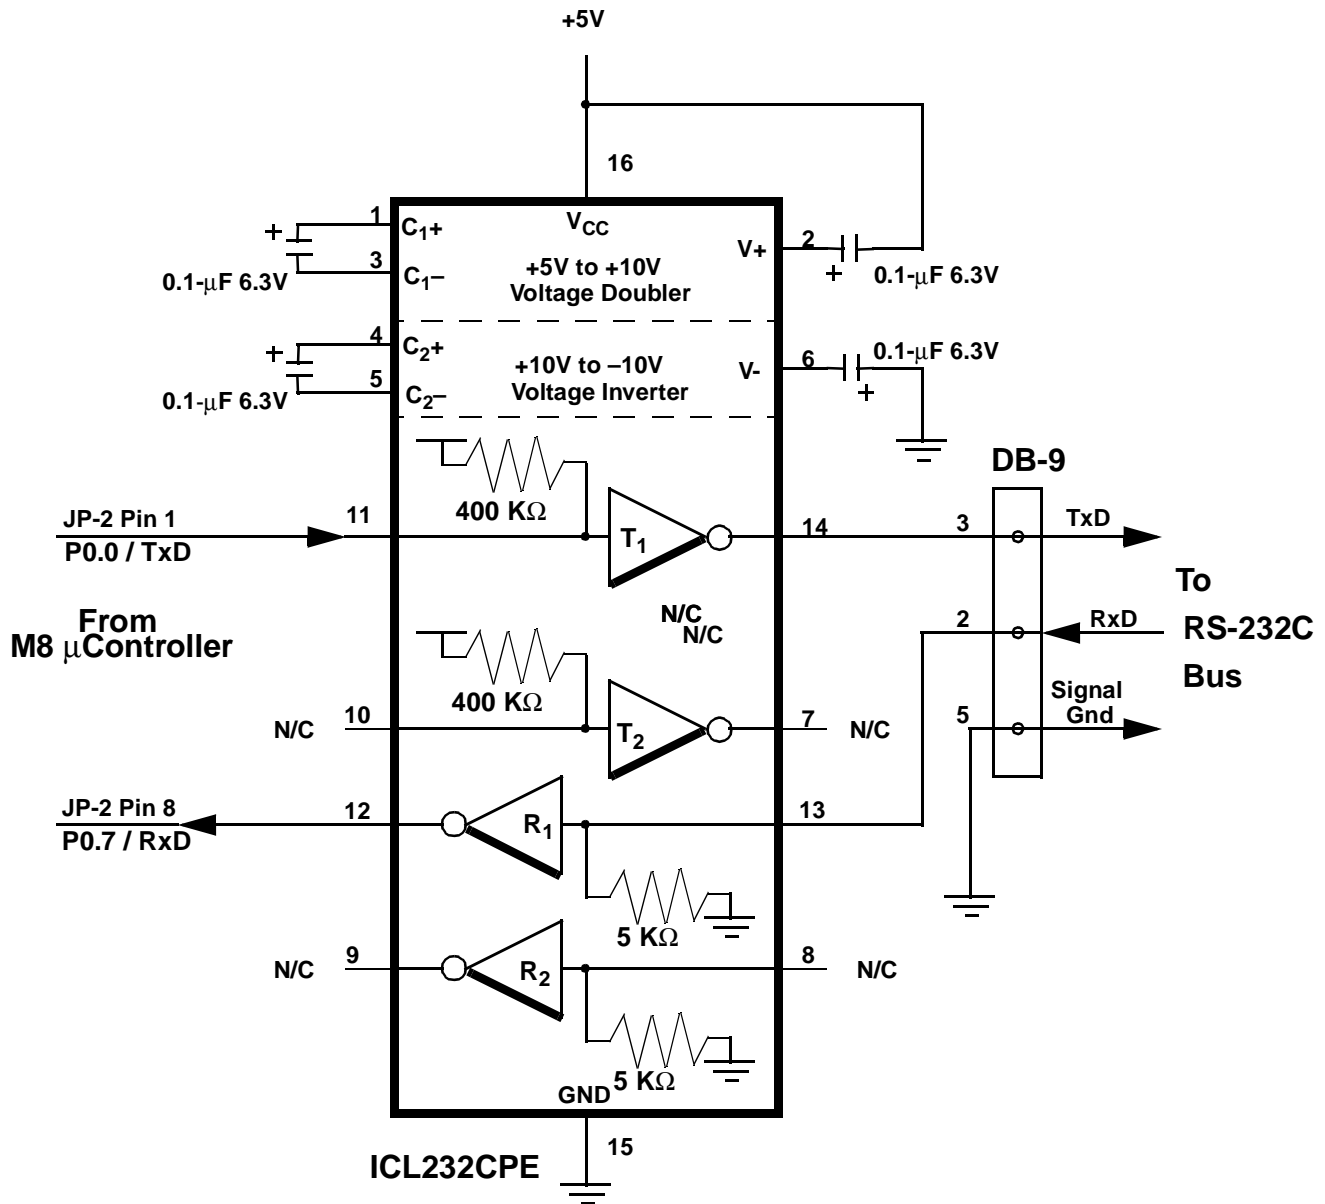 +5V
16
1
C1+
VCC
V+
2
+
3
C1–
0.1-μF 6.3V
+5V to +10V
Voltage Doubler
+
0.1-μF 6.3V
4
C2+
+
5
C2–
0.1-μF 6.3V
+10V to –10V
Voltage Inverter
V-
6
0.1-μF 6.3V
+
DB-9
400 KΩ
JP-2 Pin 1
P0.0 / TxD
11
T1
14
3
TxD
From
M8 μController
N/C
N/C
2
RxD
To
RS-232C
Bus
400 KΩ
N/C
10
T2
7
N/C
5
Signal
Gnd
JP-2 Pin 8
P0.7 / RxD
12
R1
13
5 KΩ
N/C
9
R2
8
N/C
5 KΩ
GND
15
ICL232CPE